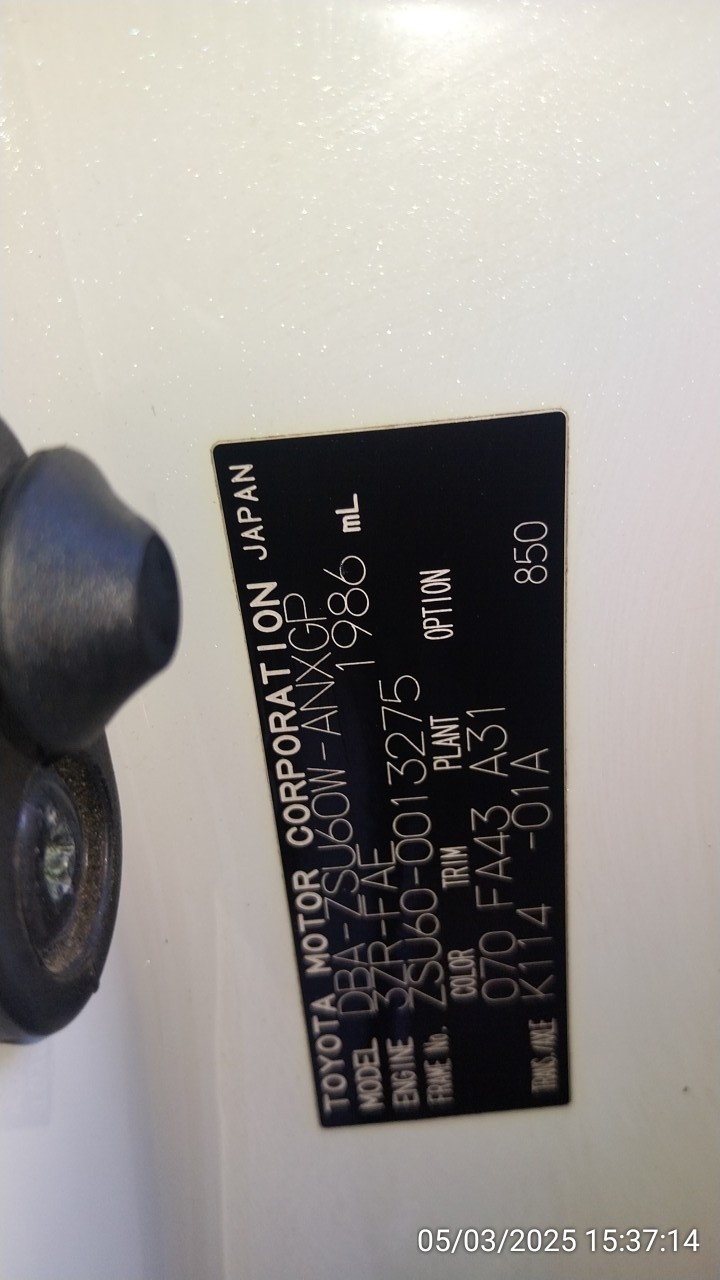 TOYOTA MOTOR CORPORATION JAPAN
MODEL DBA-ZSU60W-ANXGP
ENGINE 3ZR-FAE 1986 mL
FRAME No. ZSU60-0013275
COLOR TRIM PLANT OPTION
070 FA43 A31
TRANS./AXLE K114 -01A 850
05/03/2025 15:37:14